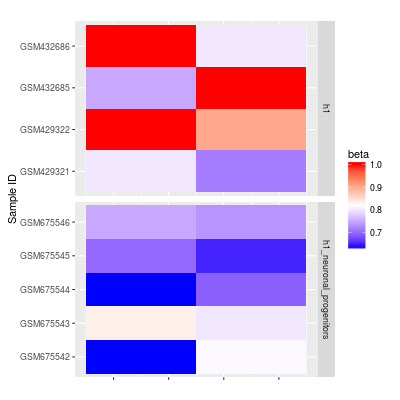 GSM432686
GSM432685
GSM429322
GSM429321
h1
GSM675546
GSM675545
GSM675544
GSM675543
GSM675542
h1_neuronal_progenitors
Sample ID
beta
1.0
0.9
0.8
0.7